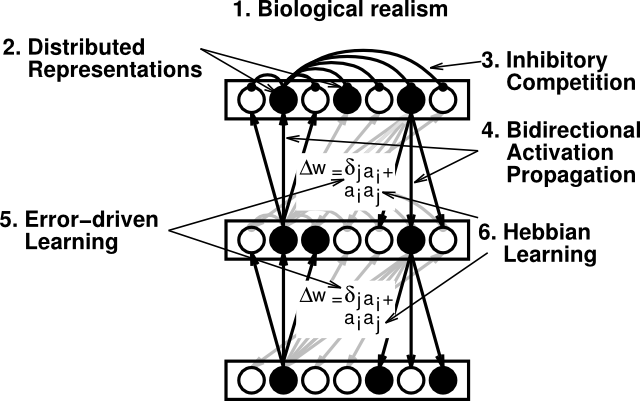 1. Biological realism
2. Distributed
Representations
3. Inhibitory
Competition
4. Bidirectional
Activation
Propagation
Δw = δjai+
aiaj
5. Error−driven
Learning
6. Hebbian
Learning
Δw = δjai+
aiaj